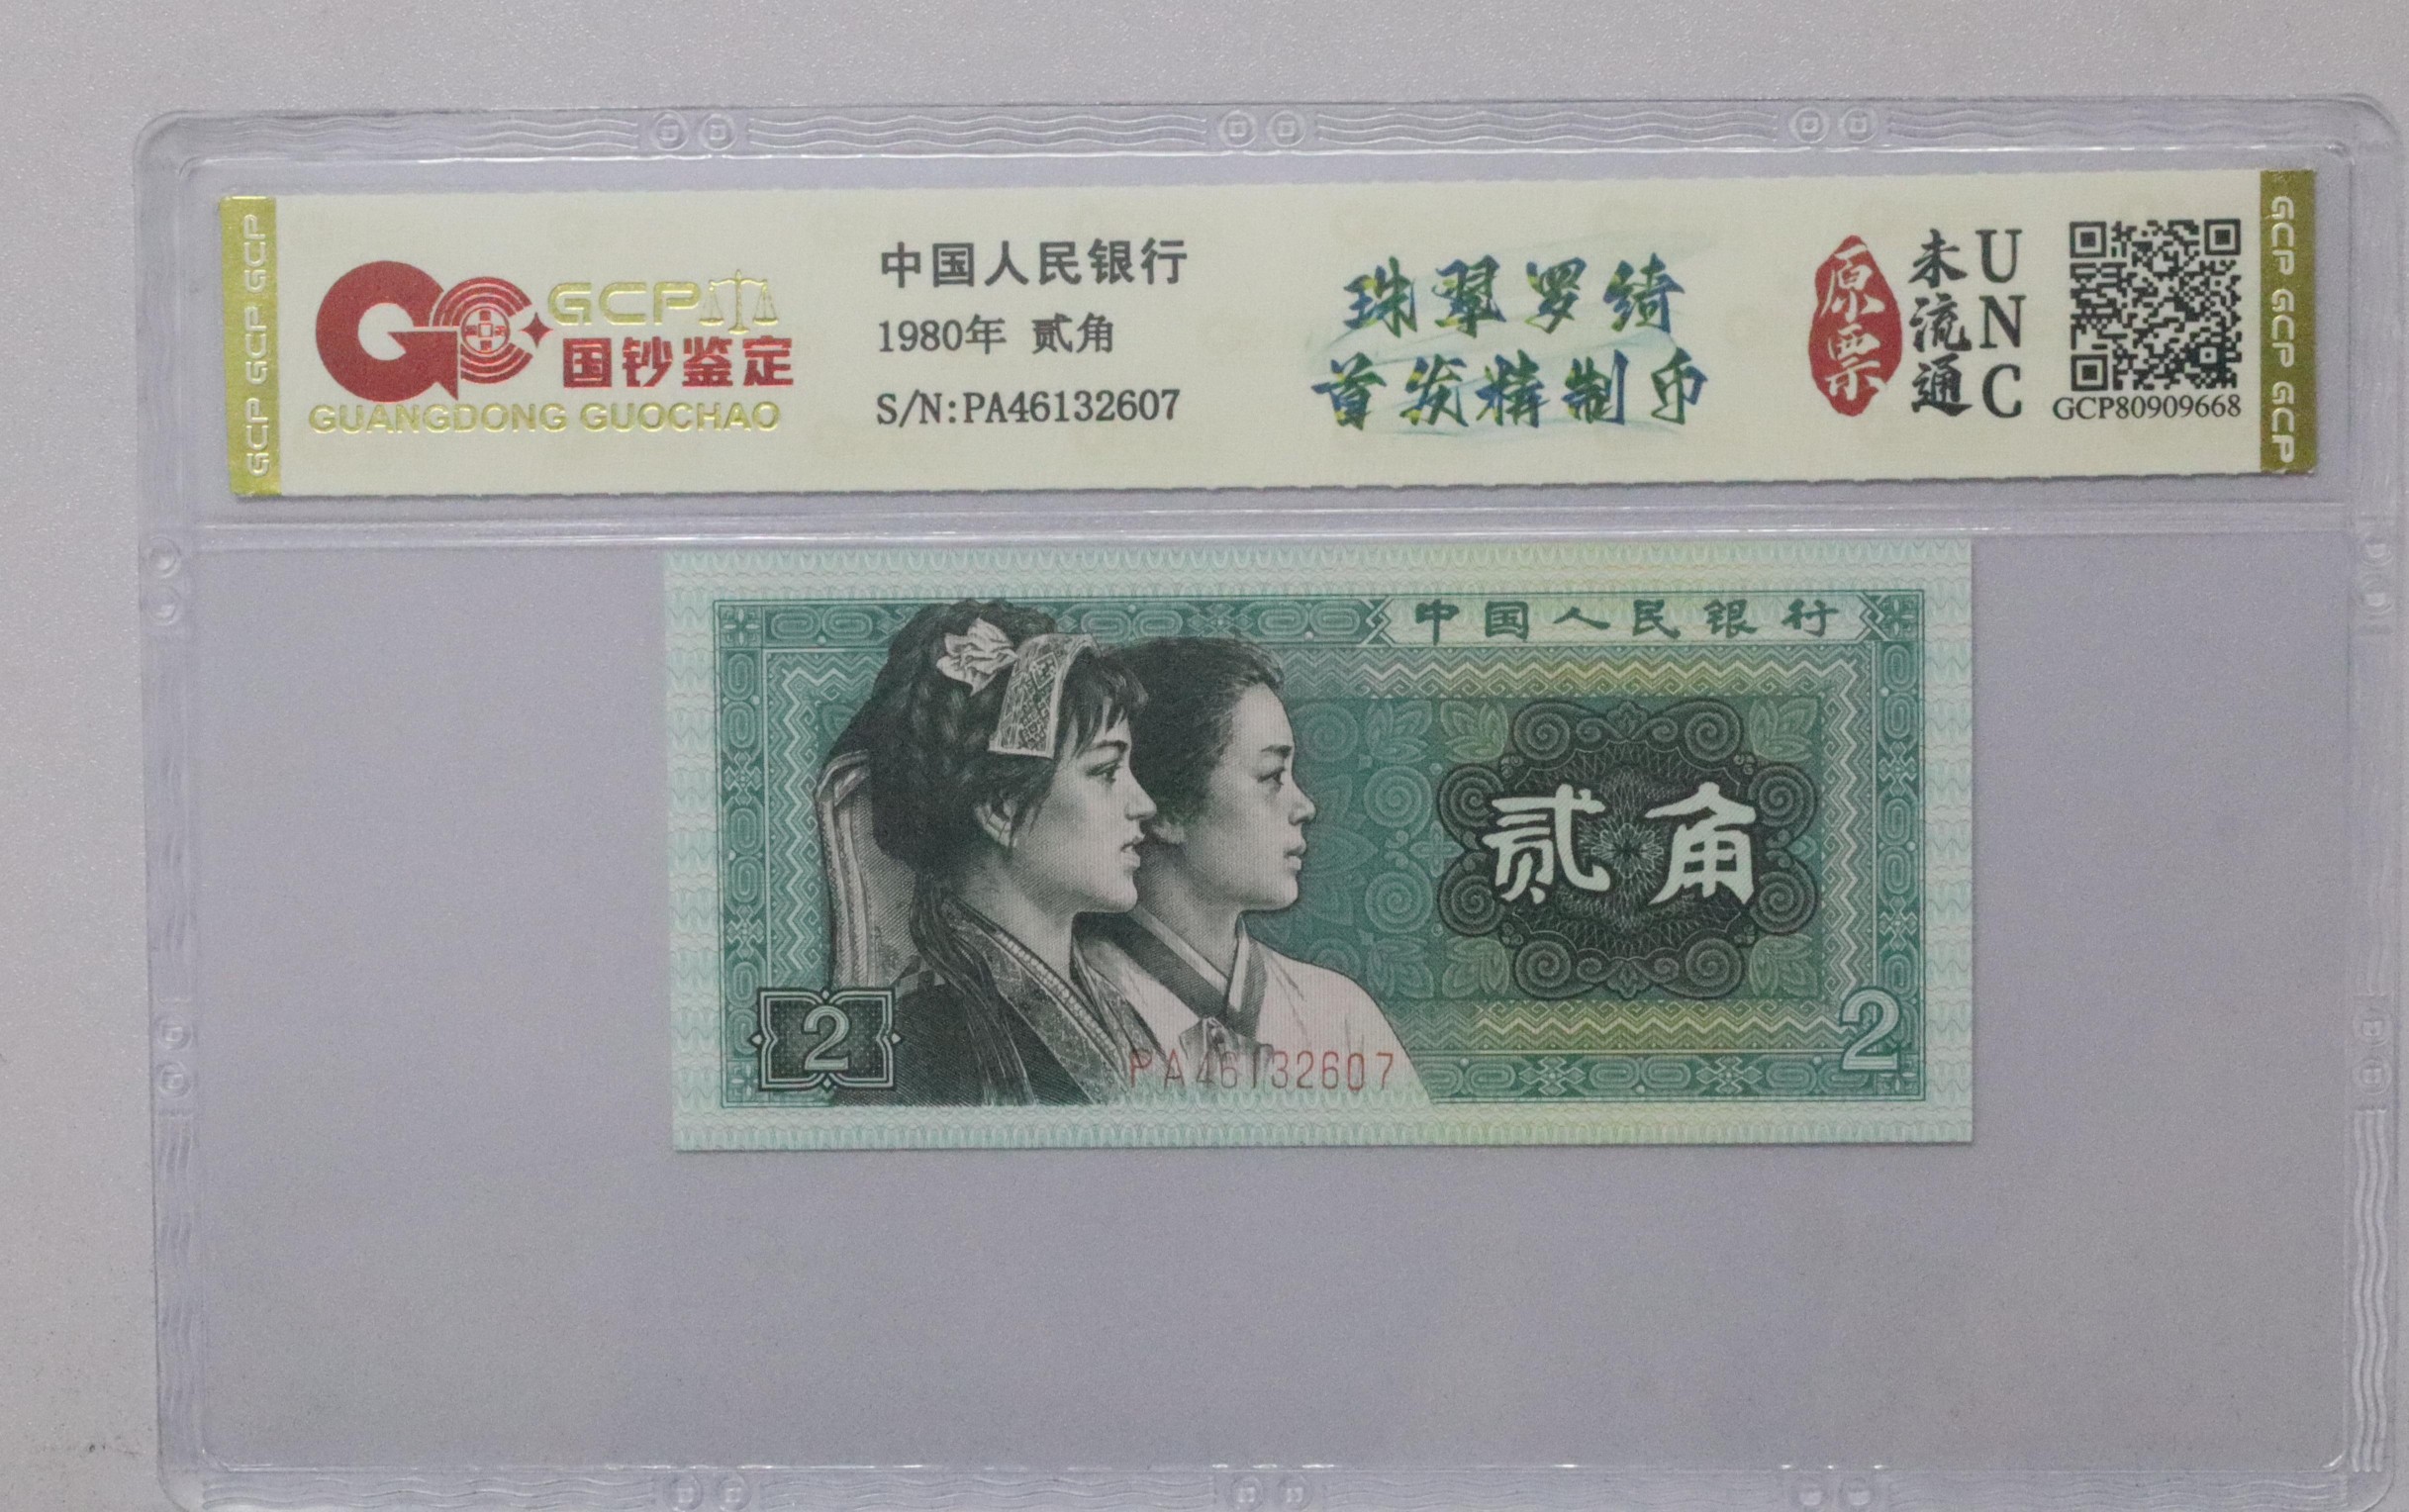 GCP GCP GCP
GCP
国钞鉴定
GUANGDONG GUOCHAO
中国人民银行
1980年 贰角
S/N:PA46132607
珠翠罗绮
首发精制币
原票
未流通
UNC
GCP80909668
GCP GCP GCP
中国人民银行
贰角
2
2
PA46132607